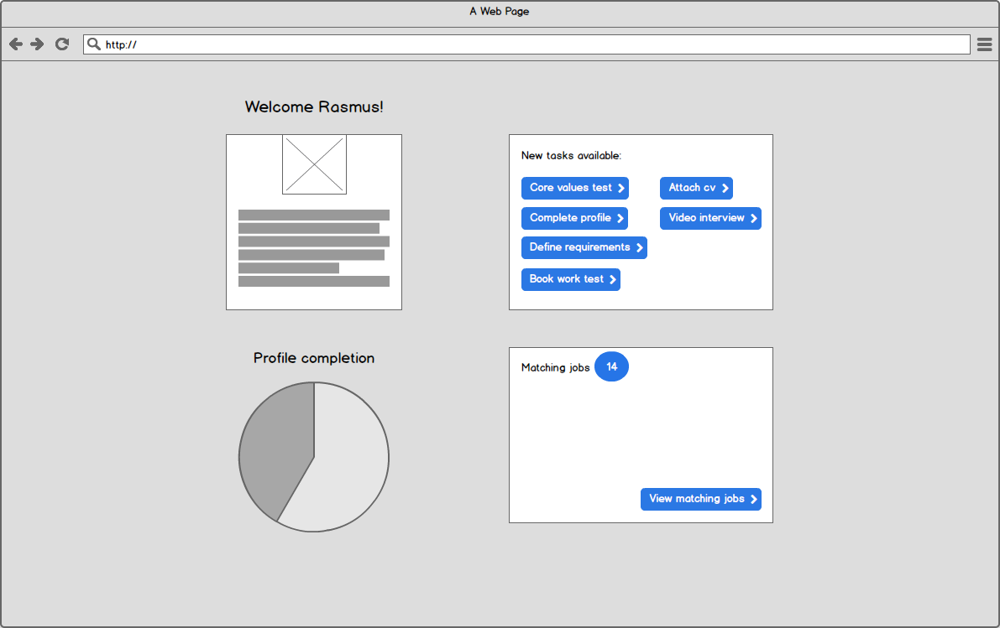 A Web Page
http://
Welcome Rasmus!
New tasks available:
Core values test
Attach cv
Complete profile
Video interview
Define requirements
Book work test
Profile completion
Matching jobs 14
View matching jobs